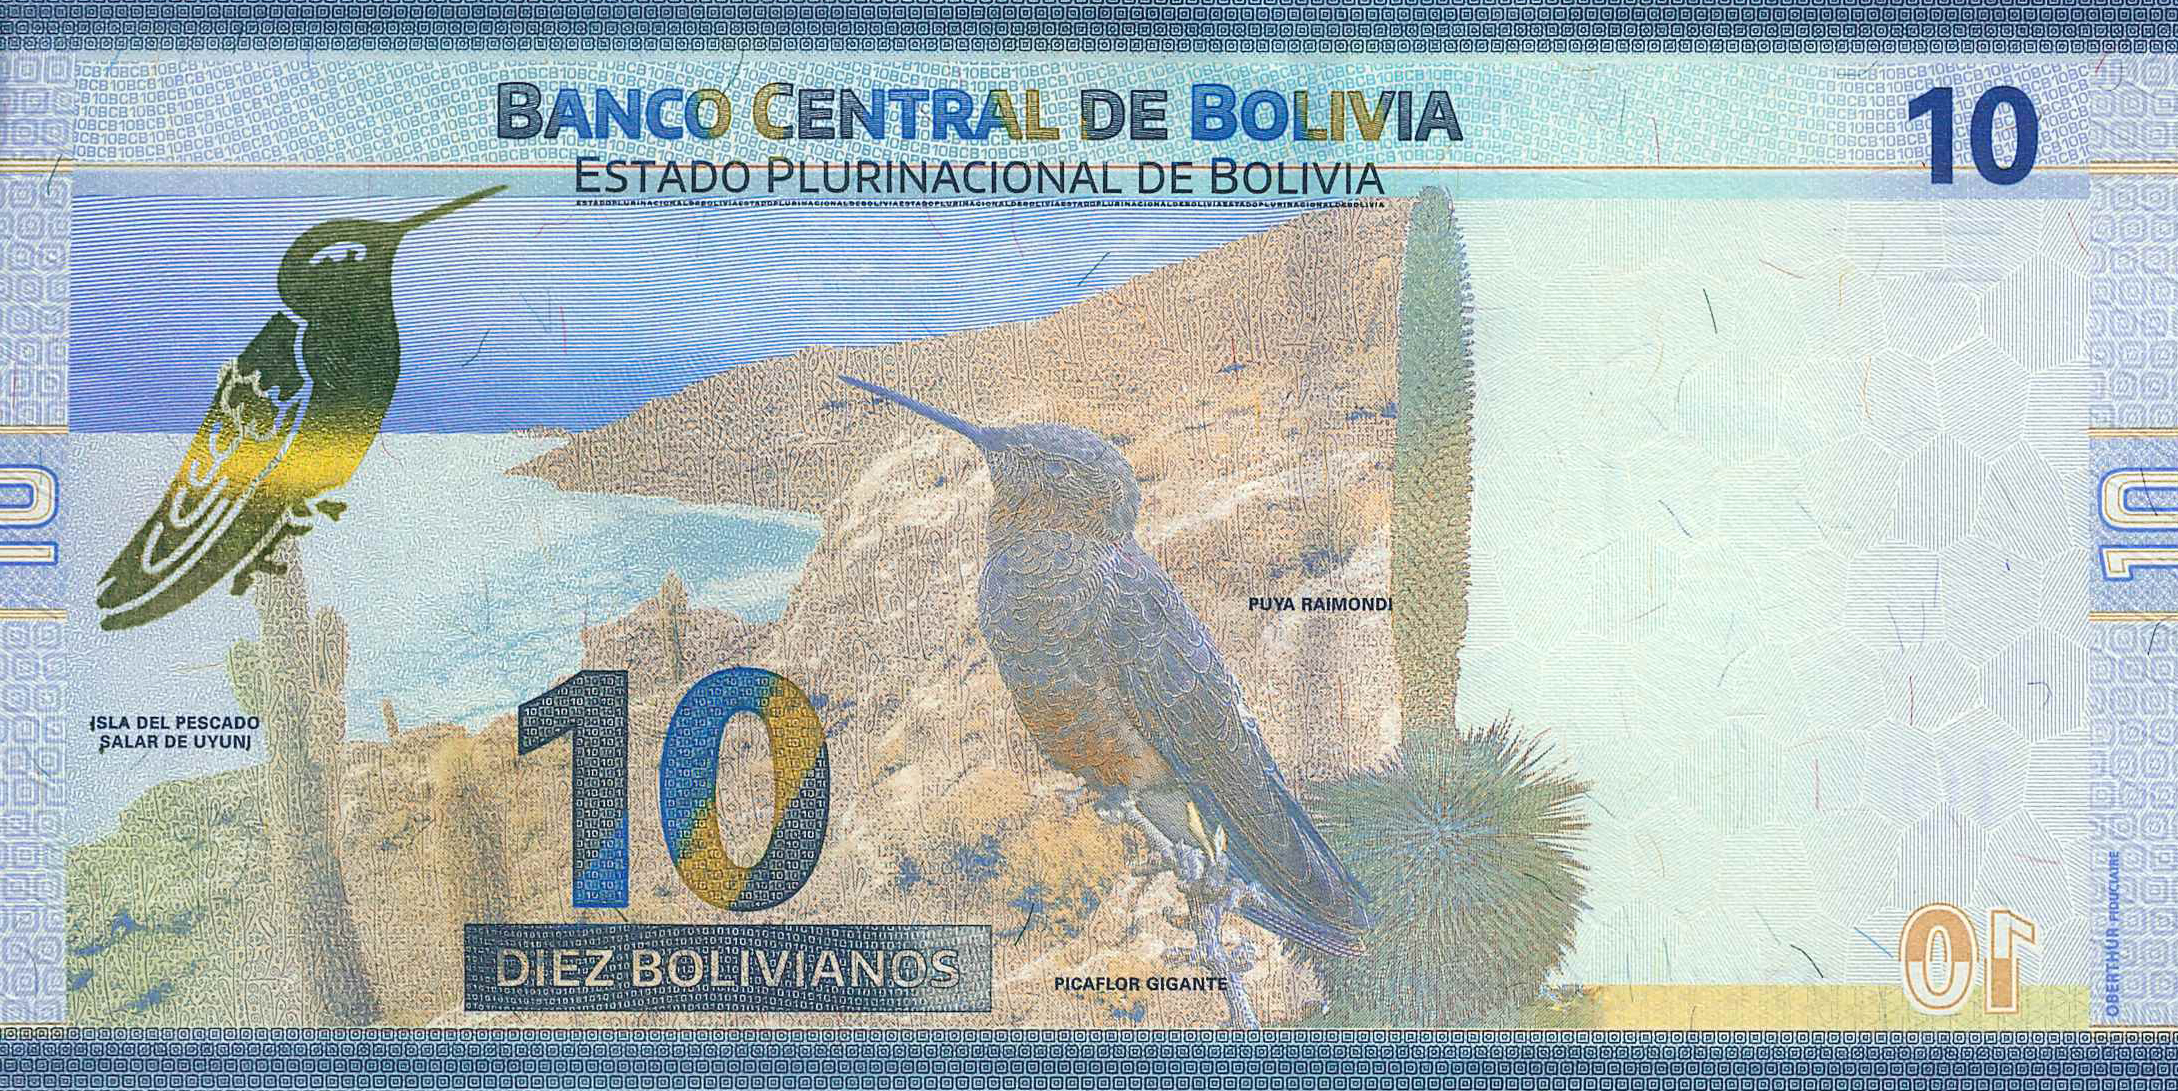 BANCO CENTRAL DE BOLIVIA
ESTADO PLURINACIONAL DE BOLIVIA
ESTADOPLURINACIONALDEBOLIVIAESTADOPLURINACIONALDEBOLIVIAESTADOPLURINACIONALDEBOLIVIAESTADOPLURINACIONALDEBOLIVIAESTADOPLURINACIONALDEBOLIVIA
10
10
10
PUYA RAIMONDI
ISLA DEL PESCADO
SALAR DE UYUNI
10
DIEZ BOLIVIANOS
PICAFLOR GIGANTE
10
OBERTHUR FIDUCIAIRE